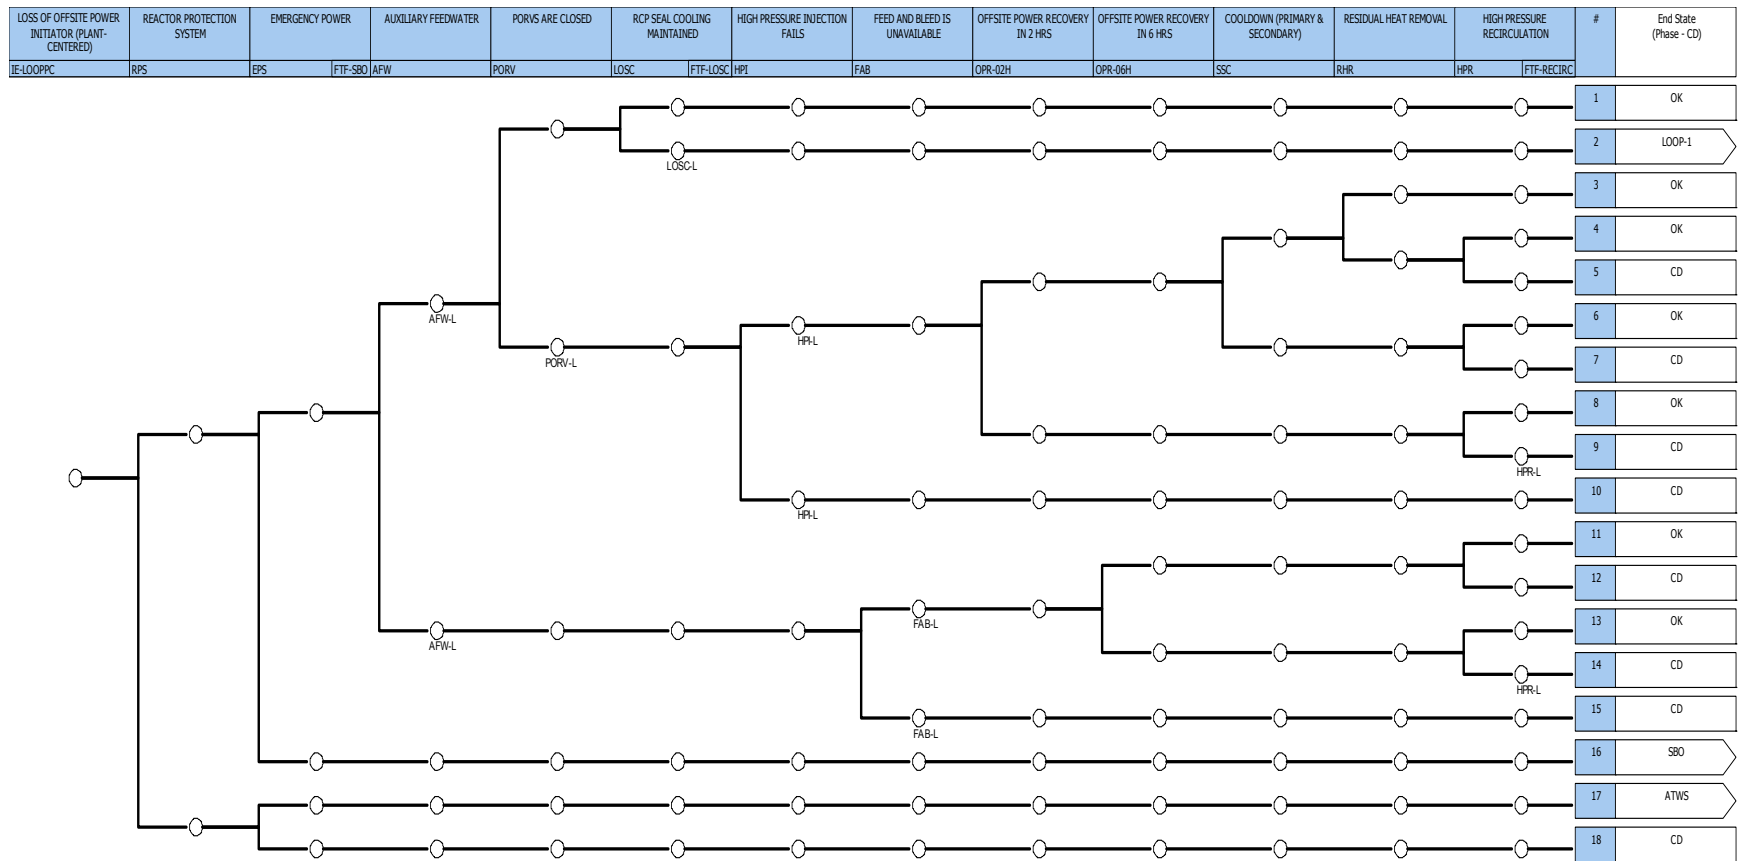 LOSS OF OFFSITE POWER
INITIATOR (PLANT-
CENTERED)
REACTOR PROTECTION
SYSTEM
EMERGENCY POWER
AUXILIARY FEEDWATER
PORVS ARE CLOSED
RCP SEAL COOLING
MAINTAINED
HIGH PRESSURE INJECTION
FAILS
FEED AND BLEED IS
UNAVAILABLE
OFFSITE POWER RECOVERY
IN 2 HRS
OFFSITE POWER RECOVERY
IN 6 HRS
COOLDOWN (PRIMARY &
SECONDARY)
RESIDUAL HEAT REMOVAL
HIGH PRESSURE
RECIRCULATION
#
End State
(Phase - CD)
IE-LOOPPC
RPS
EPS
FTF-SBO
AFW
PORV
LOSC
FTF-LOSC
HPI
FAB
OPR-02H
OPR-06H
SSC
RHR
HPR
FTF-RECIRC
1
OK
2
LOOP-1
LOSC-L
3
OK
4
OK
5
CD
AFW-L
6
OK
HPI-L
7
CD
PORV-L
8
OK
9
CD
HPR-L
10
CD
HPI-L
11
OK
12
CD
FAB-L
13
OK
AFW-L
14
CD
HPR-L
15
CD
FAB-L
16
SBO
17
ATWS
18
CD